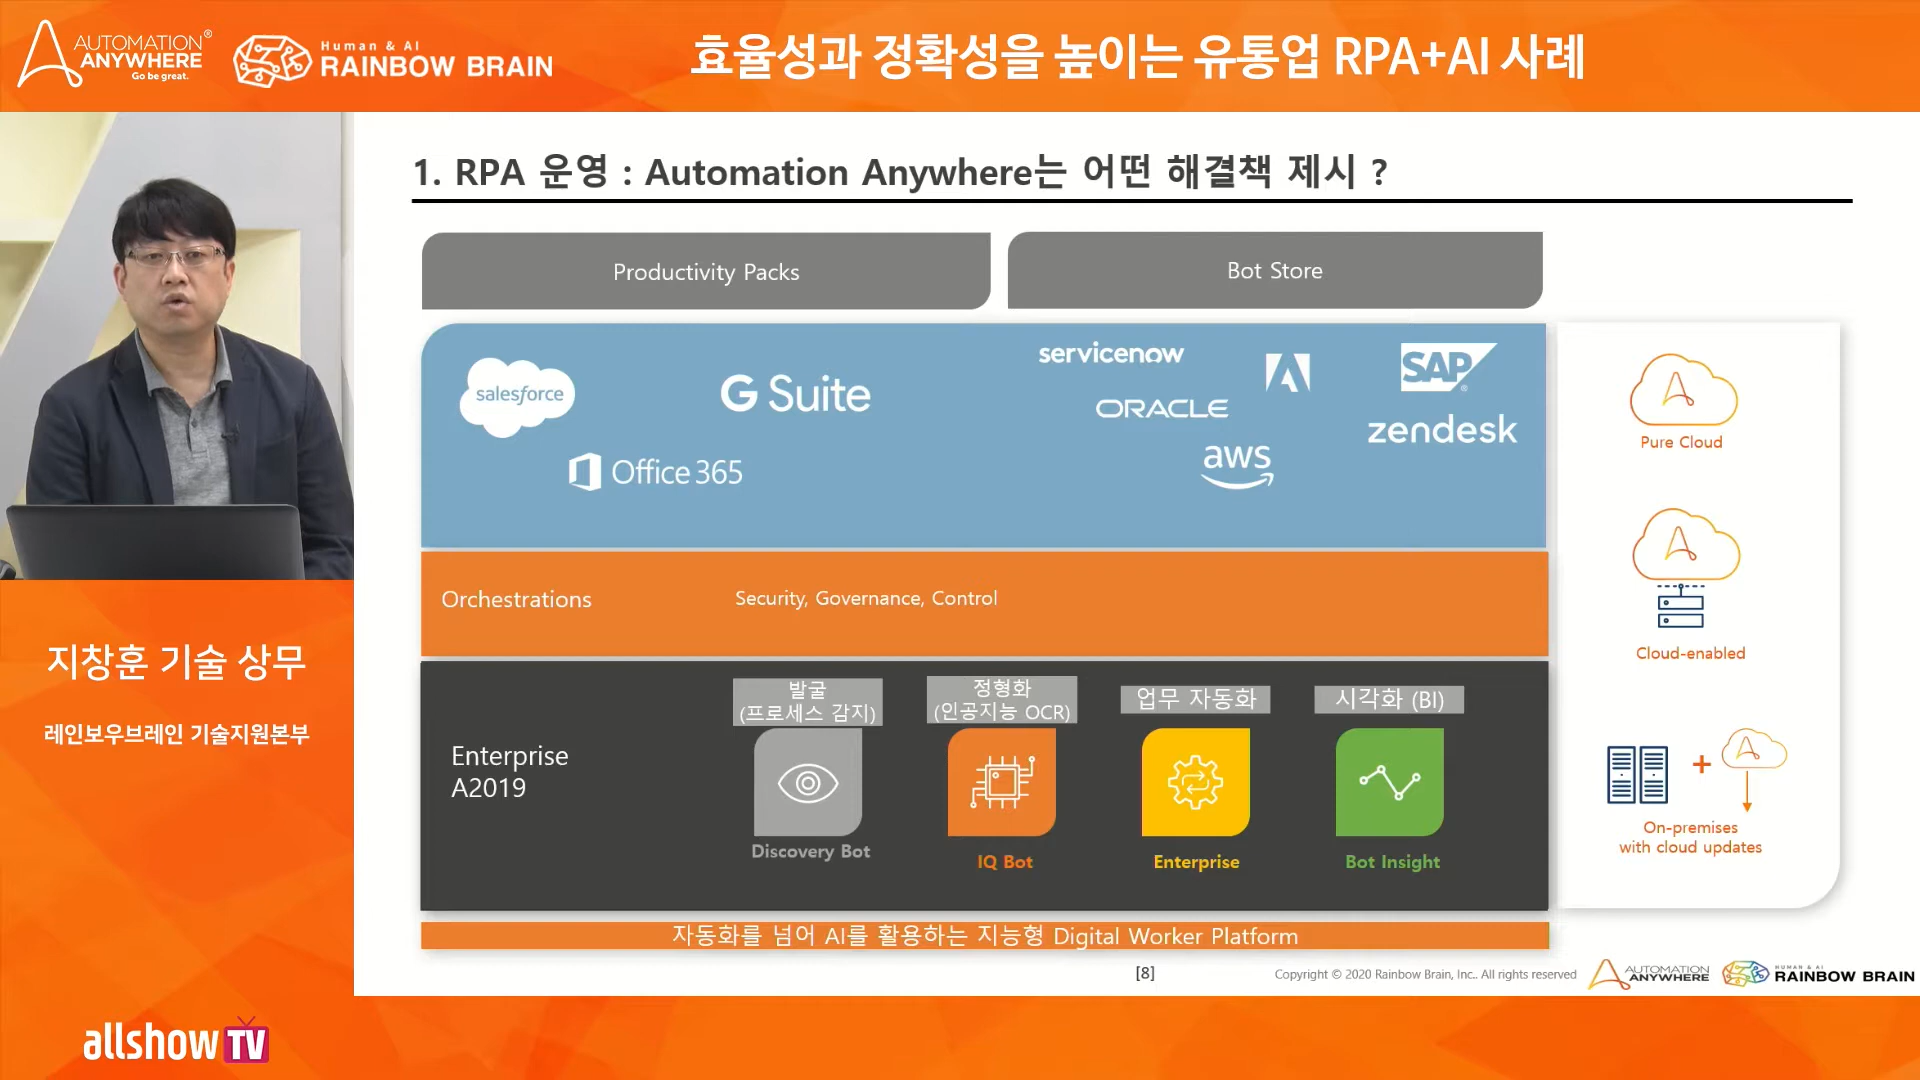 AUTOMATION ANYWHERE®
Go be great.
Human & AI
RAINBOW BRAIN
효율성과 정확성을 높이는 유통업 RPA+AI 사례
1. RPA 운영 : Automation Anywhere는 어떤 해결책 제시 ?
Productivity Packs
Bot Store
salesforce
G Suite
Office 365
servicenow
ORACLE
aws
SAP
zendesk
Pure Cloud
Cloud-enabled
On-premises
with cloud updates
Orchestrations
Security, Governance, Control
Enterprise
A2019
발굴
(프로세스 감지)
정형화
(인공지능 OCR)
업무 자동화
시각화 (BI)
Discovery Bot
IQ Bot
Enterprise
Bot Insight
자동화를 넘어 AI를 활용하는 지능형 Digital Worker Platform
[8]
Copyright © 2020 Rainbow Brain, Inc.. All rights reserved
AUTOMATION
ANYWHERE
HUMAN & AI
RAINBOW BRAIN
지창훈 기술 상무
레인보우브레인 기술지원본부
allshow TV